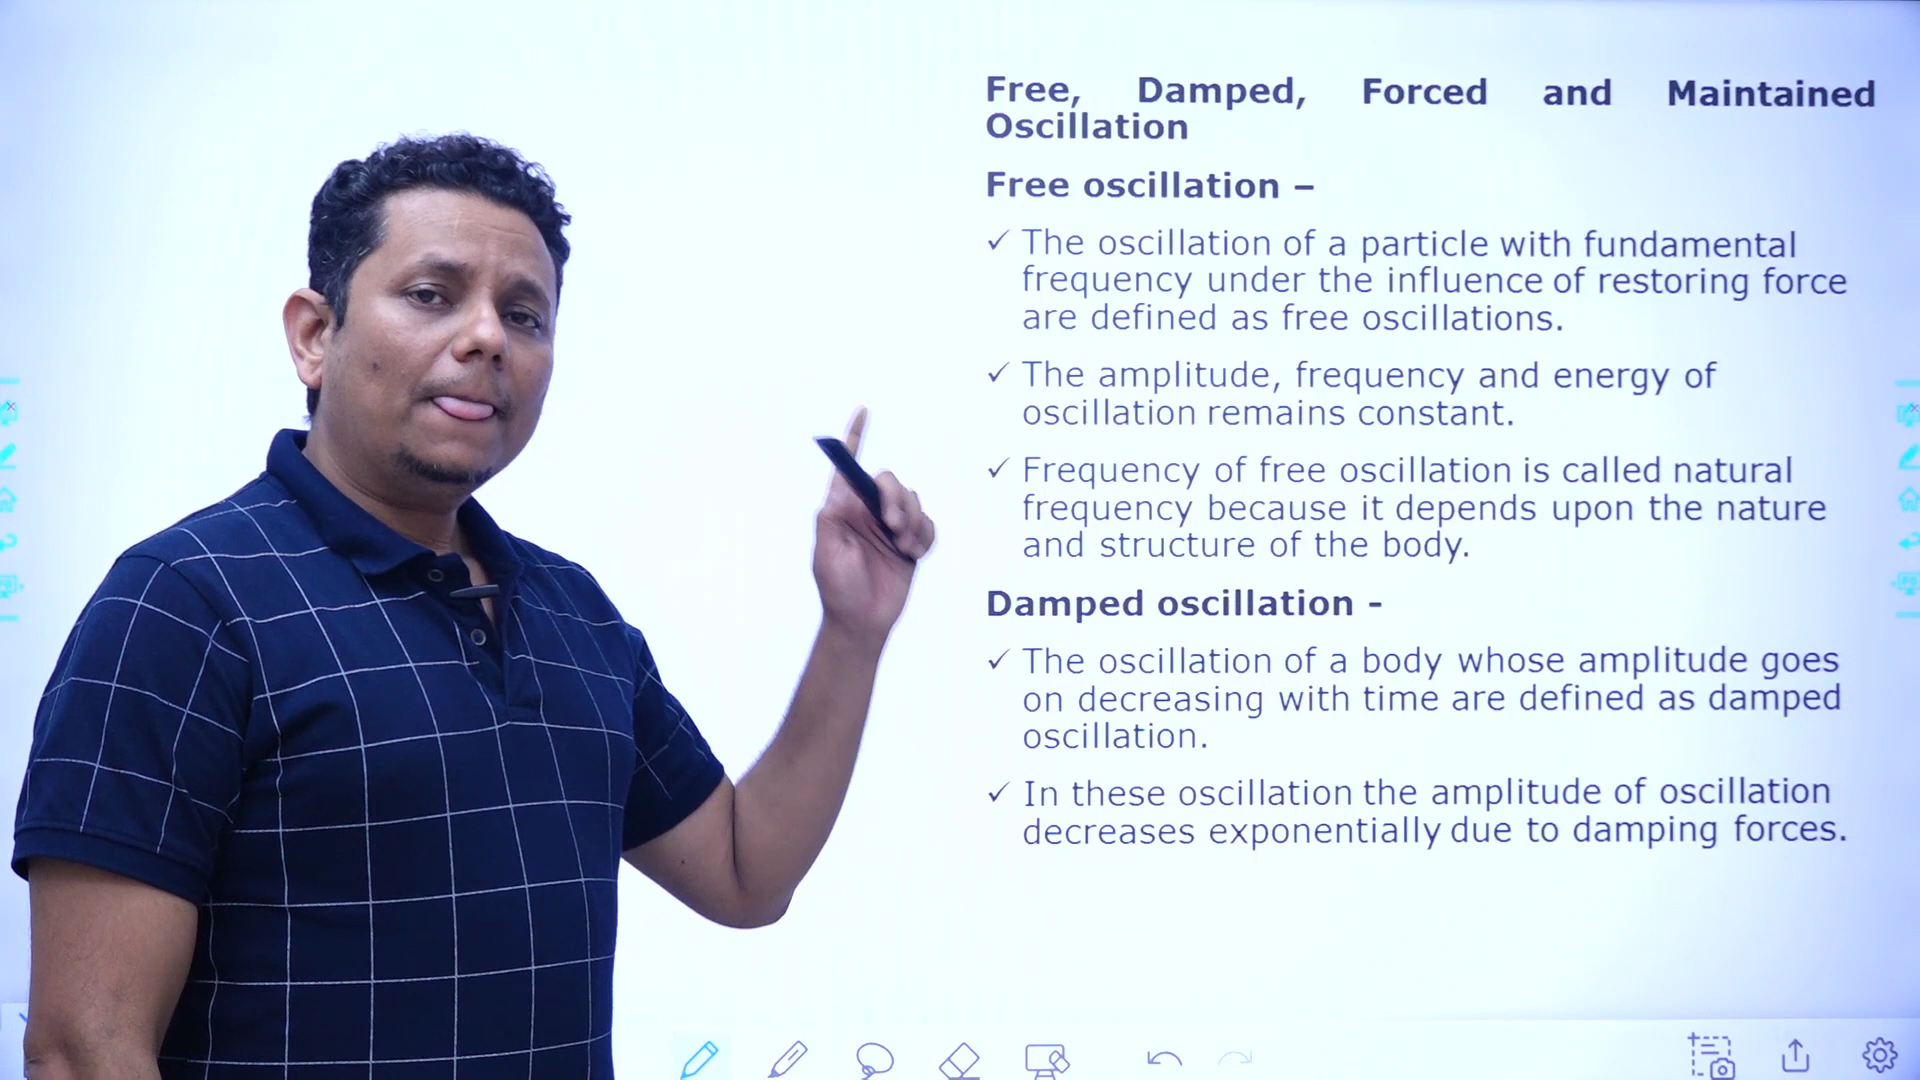 Free, Damped, Forced and Maintained
Oscillation
Free oscillation –
✓ The oscillation of a particle with fundamental
frequency under the influence of restoring force
are defined as free oscillations.
✓ The amplitude, frequency and energy of
oscillation remains constant.
✓ Frequency of free oscillation is called natural
frequency because it depends upon the nature
and structure of the body.
Damped oscillation -
✓ The oscillation of a body whose amplitude goes
on decreasing with time are defined as damped
oscillation.
✓ In these oscillation the amplitude of oscillation
decreases exponentially due to damping forces.